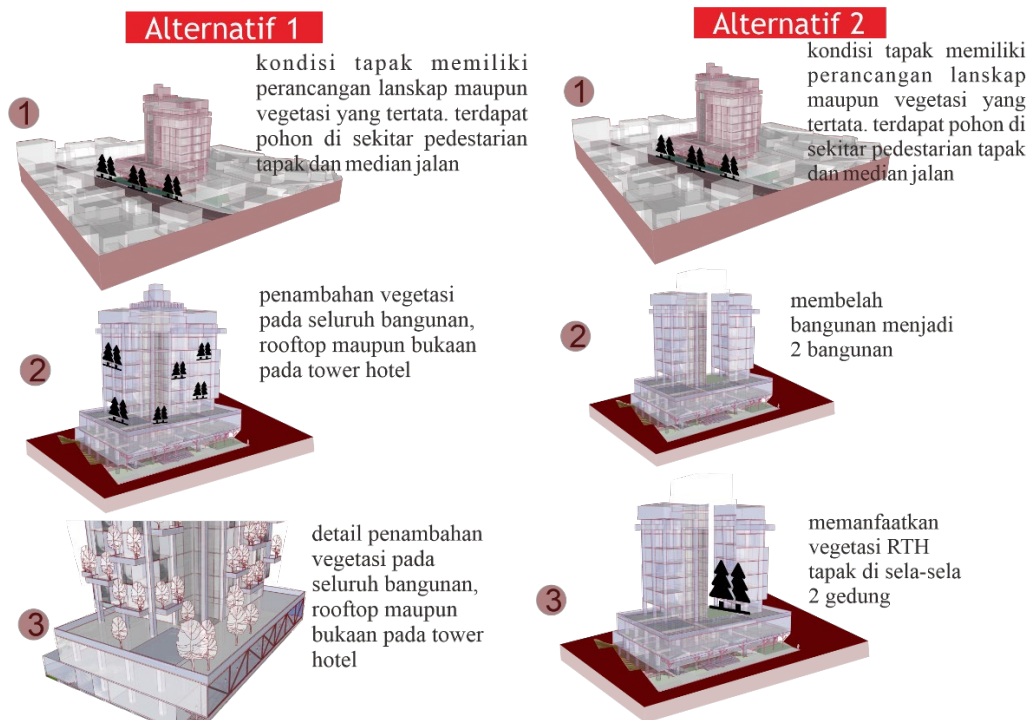 Alternatif 1
1
kondisi tapak memiliki
perancangan lanskap maupun
vegetasi yang tertata. terdapat
pohon di sekitar pedestarian
tapak dan median jalan
2
penambahan vegetasi
pada seluruh bangunan,
rooftop maupun bukaan
pada tower hotel
3
detail penambahan
vegetasi pada
seluruh bangunan,
rooftop maupun
bukaan pada tower
hotel
Alternatif 2
1
kondisi tapak memiliki
perancangan lanskap
maupun vegetasi yang
tertata. terdapat pohon di
sekitar pedestarian tapak
dan median jalan
2
membelah
bangunan menjadi
2 bangunan
3
memanfaatkan
vegetasi RTH
tapak di sela-sela
2 gedung